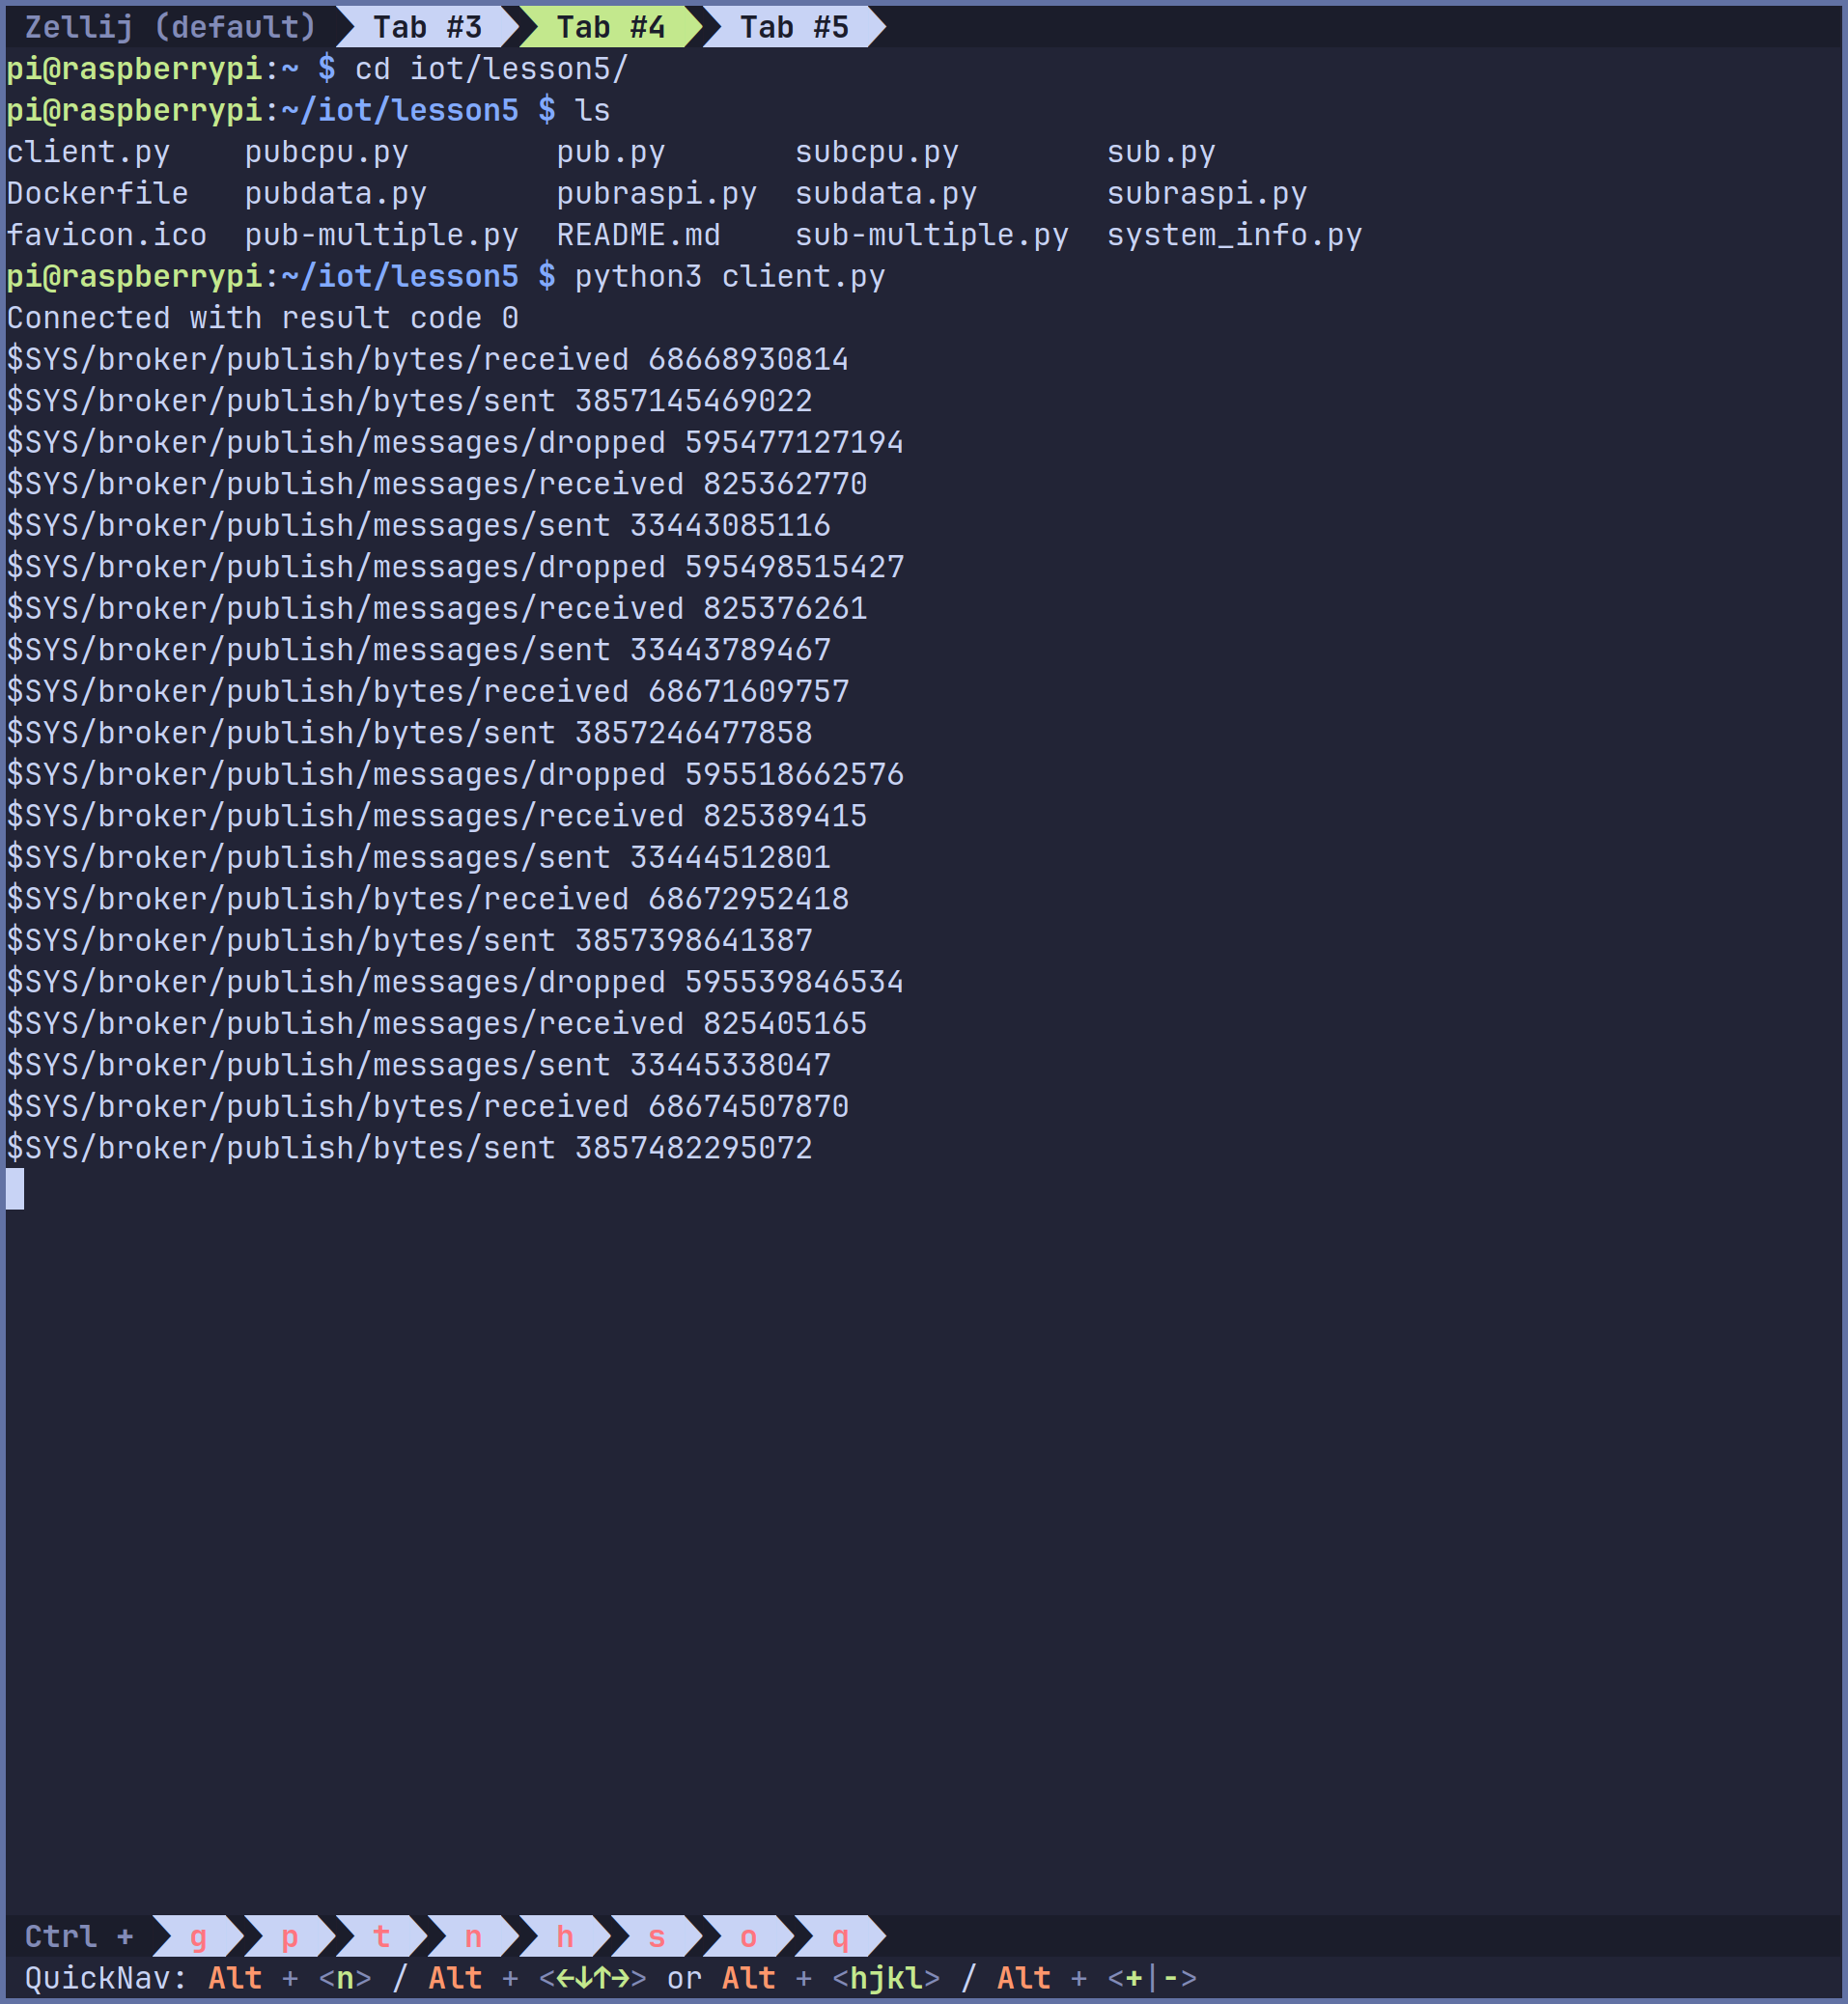 Zellij (default) Tab #3 Tab #4 Tab #5
pi@raspberrypi:~ $ cd iot/lesson5/
pi@raspberrypi:~/iot/lesson5 $ ls
client.py    pubcpu.py        pub.py       subcpu.py        sub.py
Dockerfile   pubdata.py       pubraspi.py  subdata.py       subraspi.py
favicon.ico  pub-multiple.py  README.md    sub-multiple.py  system_info.py
pi@raspberrypi:~/iot/lesson5 $ python3 client.py
Connected with result code 0
$SYS/broker/publish/bytes/received 68668930814
$SYS/broker/publish/bytes/sent 3857145469022
$SYS/broker/publish/messages/dropped 595477127194
$SYS/broker/publish/messages/received 825362770
$SYS/broker/publish/messages/sent 33443085116
$SYS/broker/publish/messages/dropped 595498515427
$SYS/broker/publish/messages/received 825376261
$SYS/broker/publish/messages/sent 33443789467
$SYS/broker/publish/bytes/received 68671609757
$SYS/broker/publish/bytes/sent 3857246477858
$SYS/broker/publish/messages/dropped 595518662576
$SYS/broker/publish/messages/received 825389415
$SYS/broker/publish/messages/sent 33444512801
$SYS/broker/publish/bytes/received 68672952418
$SYS/broker/publish/bytes/sent 3857398641387
$SYS/broker/publish/messages/dropped 595539846534
$SYS/broker/publish/messages/received 825405165
$SYS/broker/publish/messages/sent 33445338047
$SYS/broker/publish/bytes/received 68674507870
$SYS/broker/publish/bytes/sent 3857482295072
Ctrl + g p t n h s o q
QuickNav: Alt + <n> / Alt + <←↓↑→> or Alt + <hjkl> / Alt + <+|->